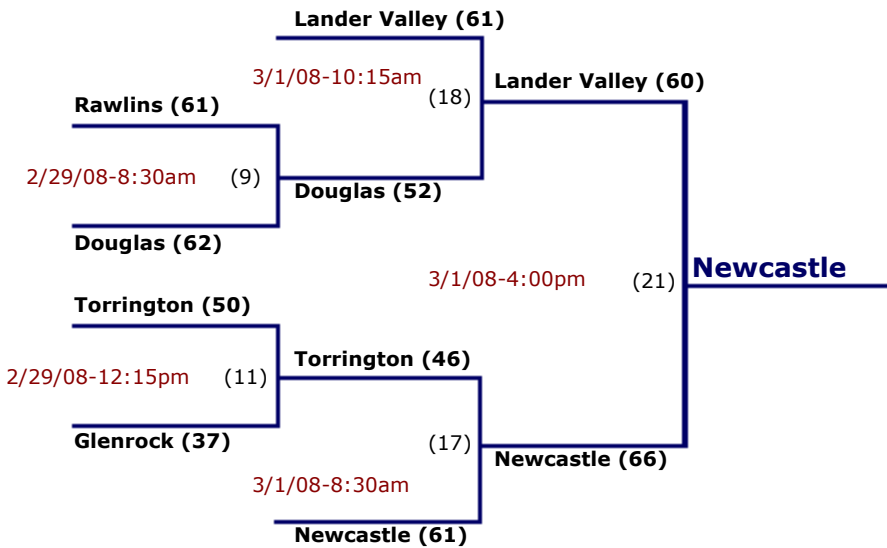 Lander Valley (61)
3/1/08-10:15am
(18)
Lander Valley (60)
Rawlins (61)
2/29/08-8:30am
(9)
Douglas (52)
Douglas (62)
3/1/08-4:00pm
(21)
Newcastle
Torrington (50)
2/29/08-12:15pm
(11)
Torrington (46)
Glenrock (37)
(17)
Newcastle (66)
3/1/08-8:30am
Newcastle (61)